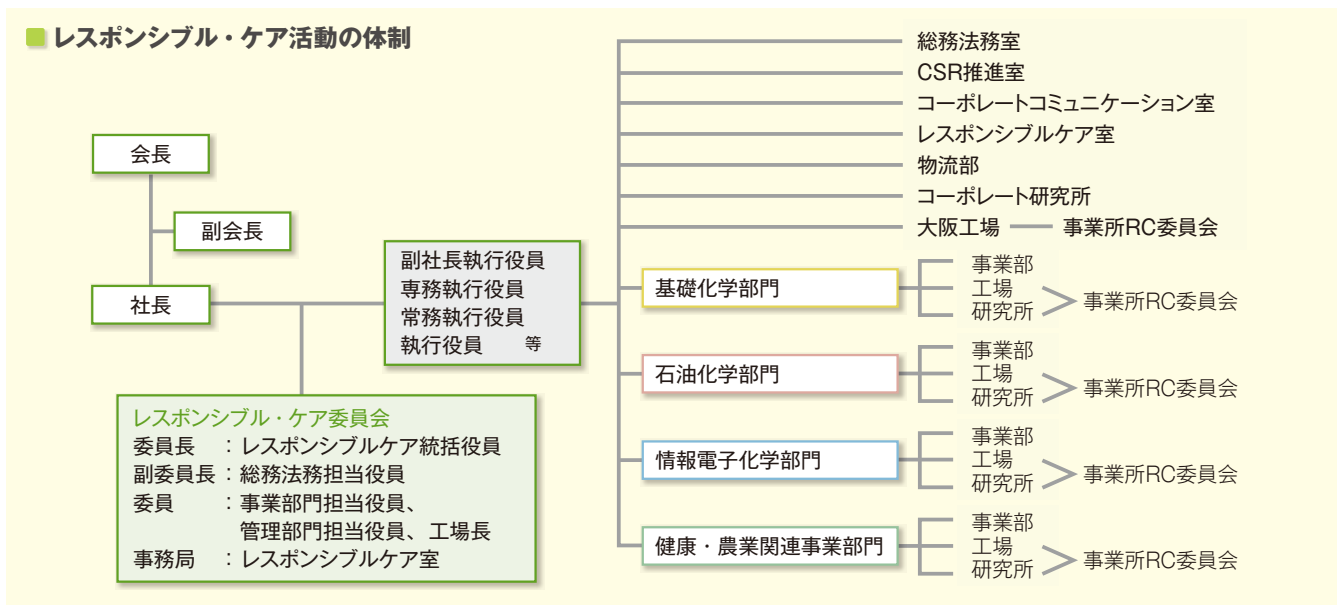 レスポンシブル・ケア活動の体制
会長
副会長
社長
副社長執行役員
専務執行役員
常務執行役員
執行役員 等
レスポンシブル・ケア委員会
委員長 ：レスポンシブルケア統括役員
副委員長：総務法務担当役員
委員 ：事業部門担当役員、
管理部門担当役員、工場長
事務局 ：レスポンシブルケア室
総務法務室
CSR推進室
コーポレートコミュニケーション室
レスポンシブルケア室
物流部
コーポレート研究所
大阪工場 事業所RC委員会
基礎化学部門
事業部
工場
研究所
事業所RC委員会
石油化学部門
事業部
工場
研究所
事業所RC委員会
情報電子化学部門
事業部
工場
研究所
事業所RC委員会
健康・農業関連事業部門
事業部
工場
研究所
事業所RC委員会